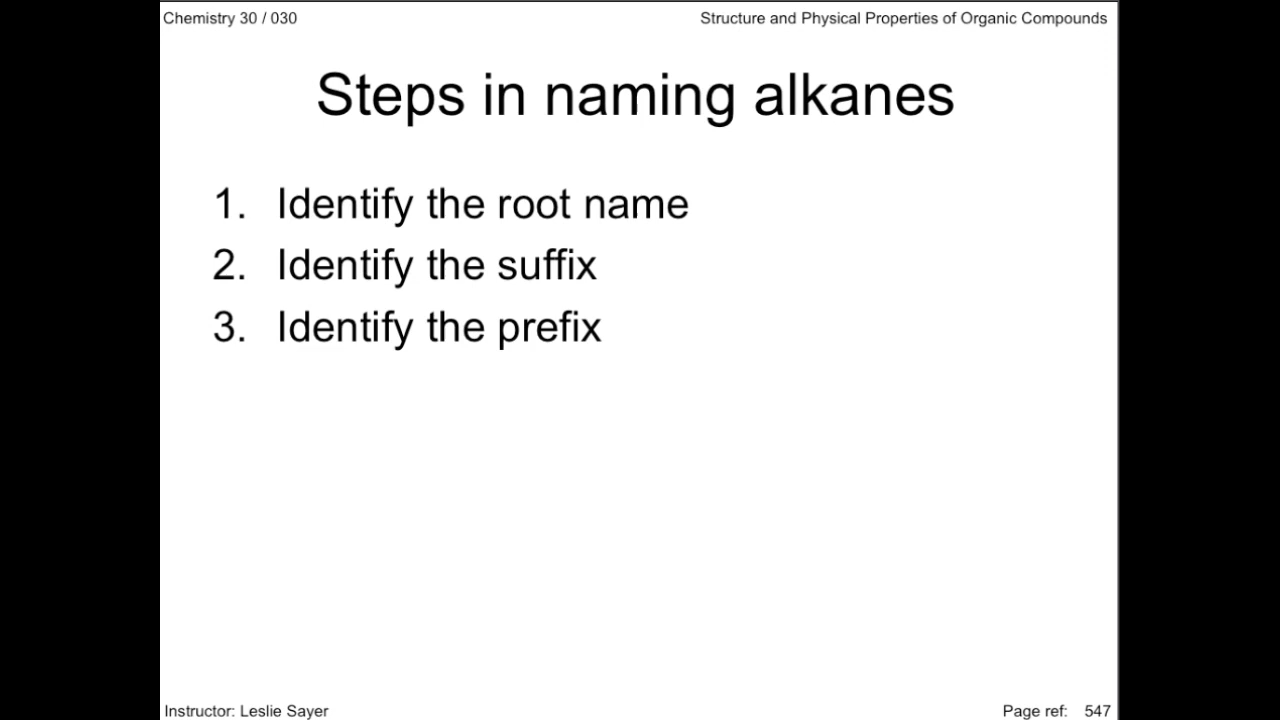 Chemistry 30 / 030
Structure and Physical Properties of Organic Compounds
Steps in naming alkanes
1. Identify the root name
2. Identify the suffix
3. Identify the prefix
Instructor: Leslie Sayer
Page ref: 547